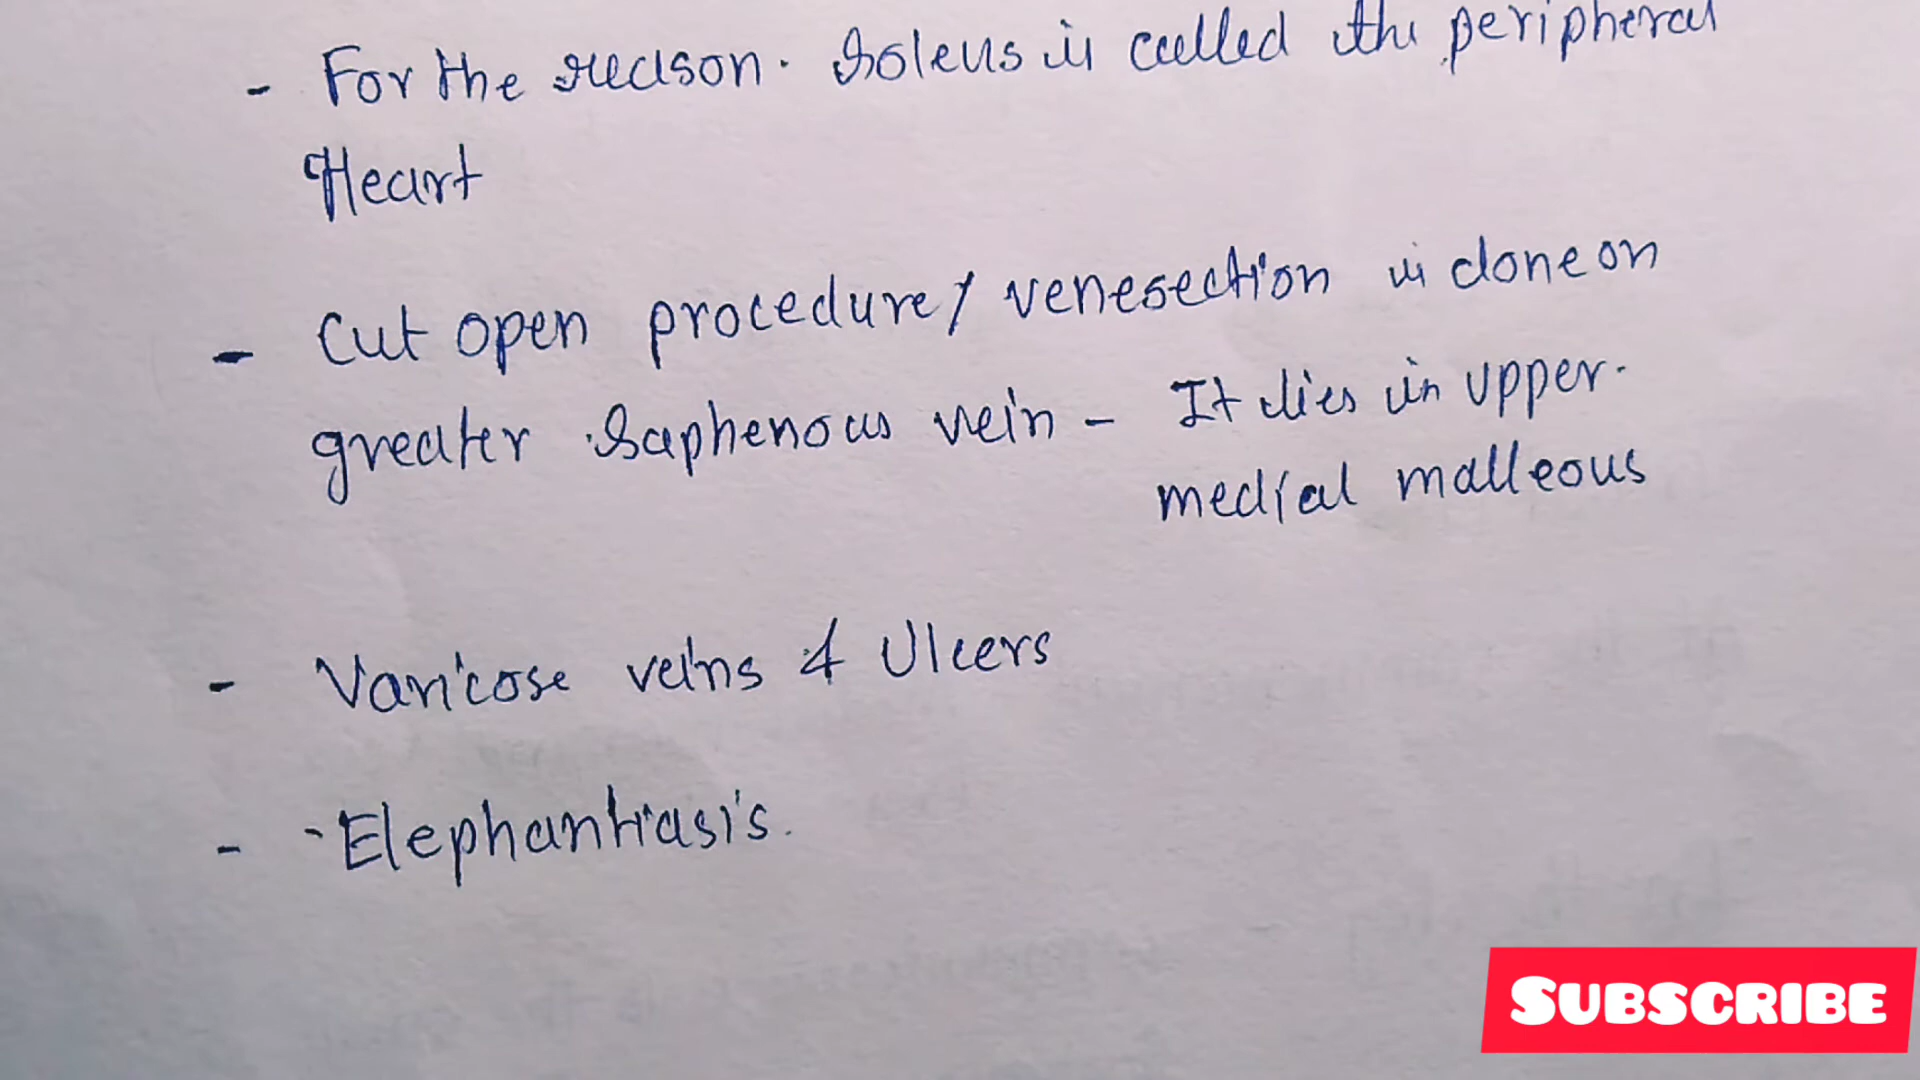 - For the reason. Soleus is called the peripheral
Heart
- Cut open procedure / venesection is done on
greater saphenous vein - It lies in upper.
medial malleous
- Varicose veins & Ulcers
- - Elephantiasis.
SUBSCRIBE